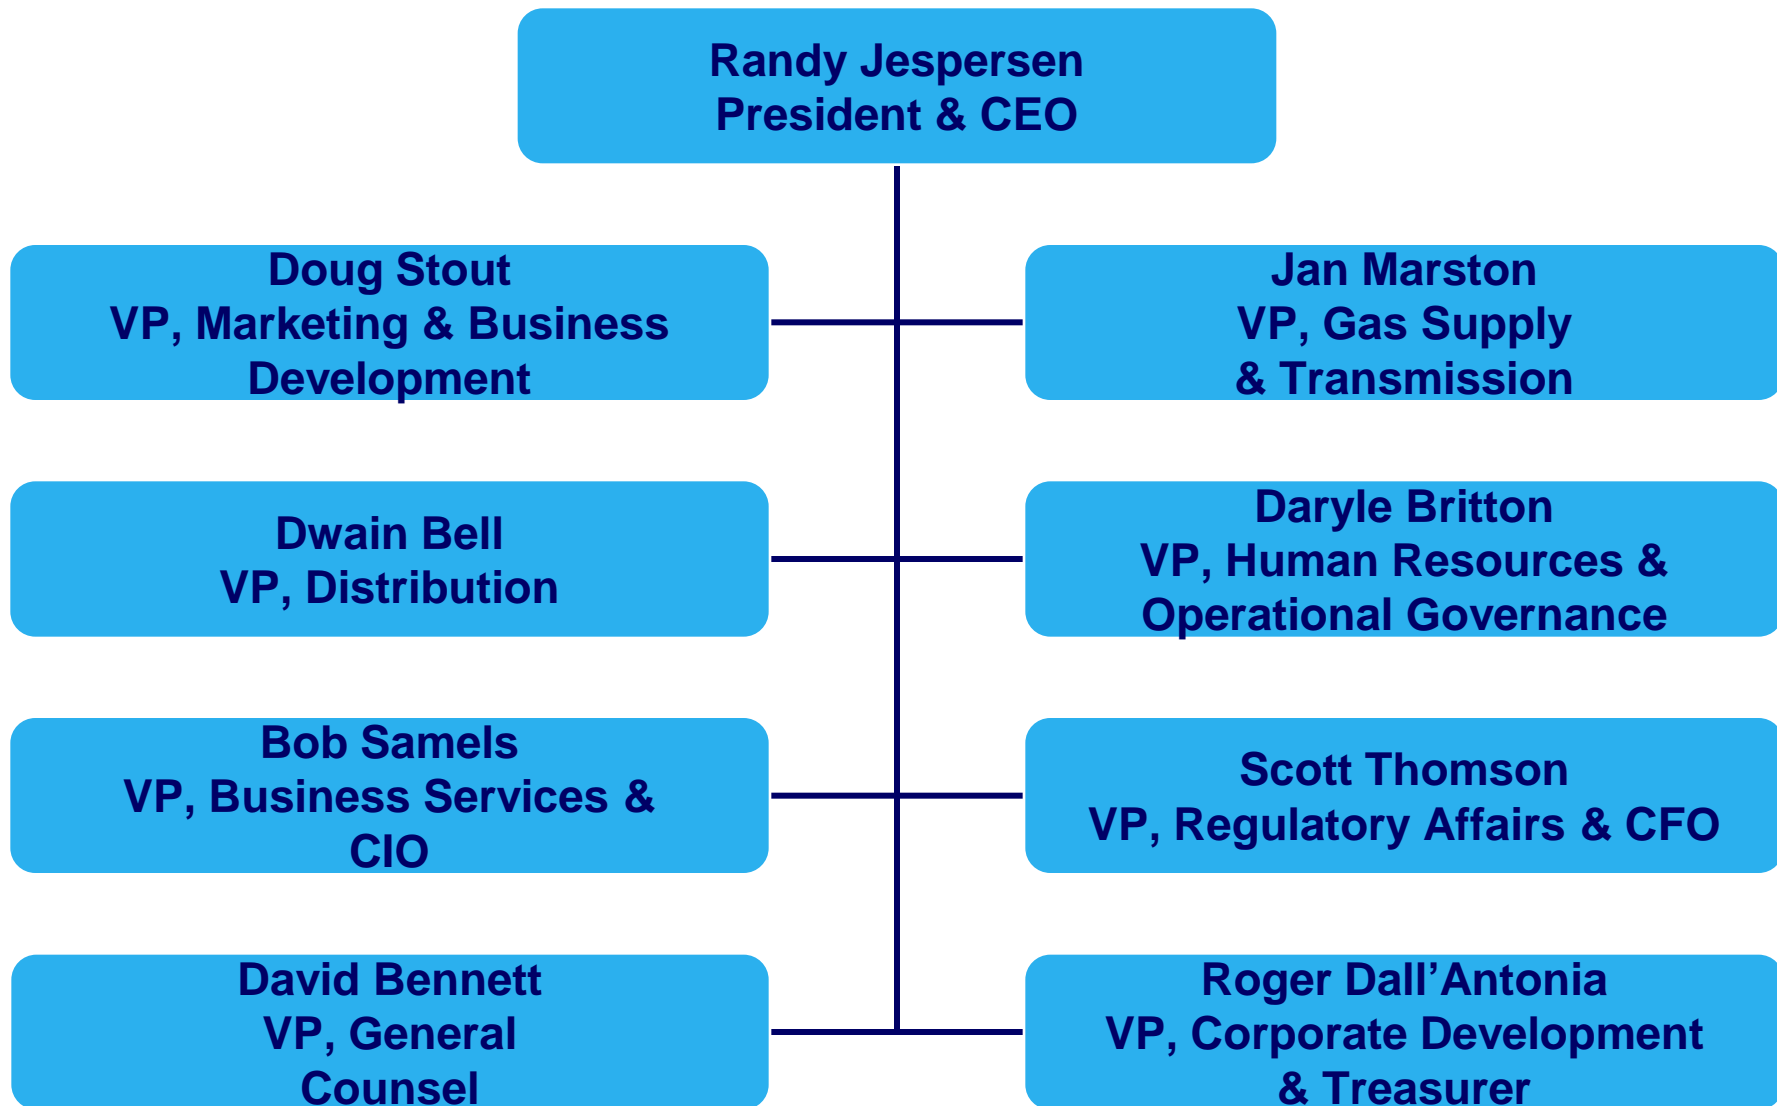 Randy Jespersen
President & CEO
Doug Stout
VP, Marketing & Business
Development
Jan Marston
VP, Gas Supply
& Transmission
Dwain Bell
VP, Distribution
Daryle Britton
VP, Human Resources &
Operational Governance
Bob Samels
VP, Business Services &
CIO
Scott Thomson
VP, Regulatory Affairs & CFO
David Bennett
VP, General
Counsel
Roger Dall’Antonia
VP, Corporate Development
& Treasurer